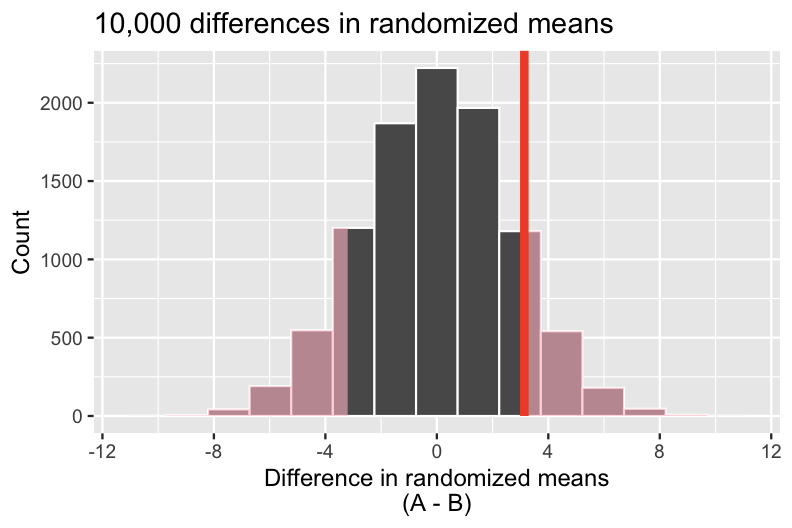 10,000 differences in randomized means
2000
1500
1000
500
0
Count
-12 -8 -4 0 4 8 12
Difference in randomized means
(A - B)